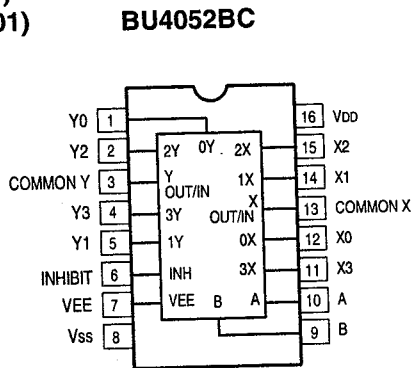 01) BU4052BC
Y0 1 16 VDD
Y2 2 2Y 0Y 2X 15 X2
COMMON Y 3 Y OUT/IN 1X 14 X1
Y3 4 3Y X OUT/IN 13 COMMON X
Y1 5 1Y 0X 12 X0
INHIBIT 6 INH 3X 11 X3
VEE 7 VEE B A 10 A
Vss 8 9 B